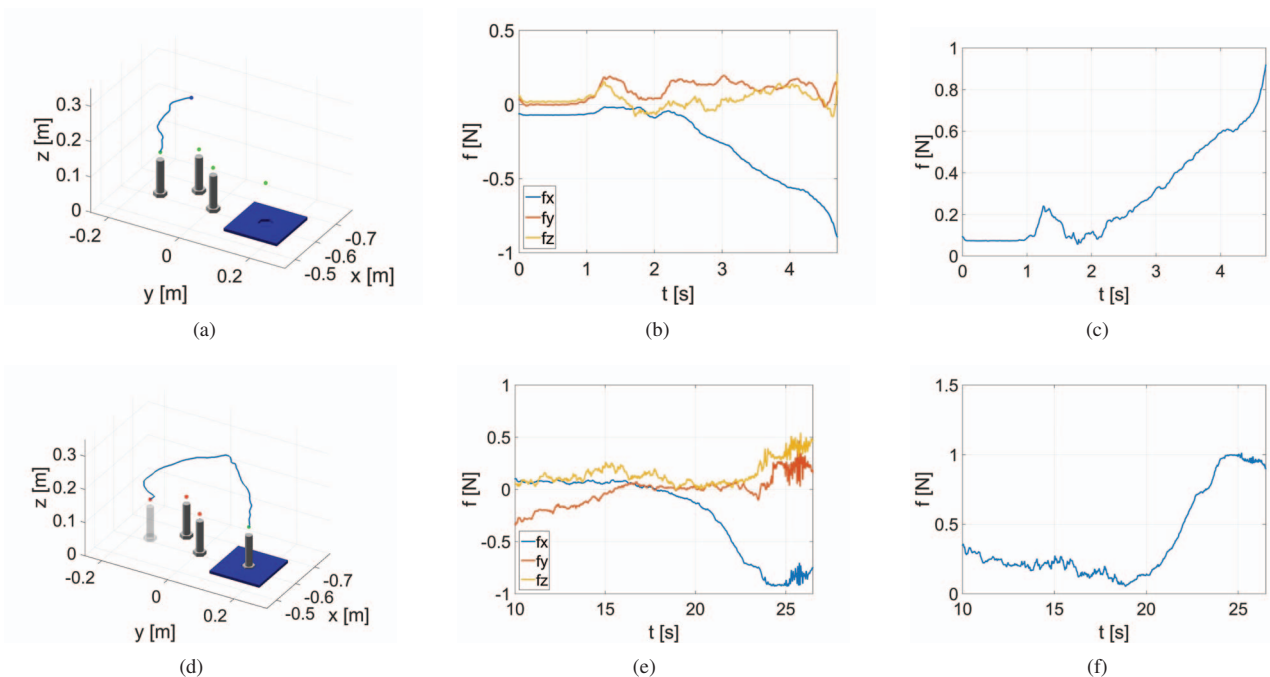 0.3
0.2
0.1
0
z [m]
-0.2
0
0.2
y [m]
-0.7
-0.6
-0.5
x [m]
(a)
0.5
0
-0.5
-1
f [N]
fx
fy
fz
0 1 2 3 4
t [s]
(b)
1
0.8
0.6
0.4
0.2
0
f [N]
0 1 2 3 4
t [s]
(c)
0.3
0.2
0.1
0
z [m]
-0.2
0
0.2
y [m]
-0.7
-0.6
-0.5
x [m]
(d)
1
0.5
0
-0.5
-1
f [N]
fx
fy
fz
10 15 20 25
t [s]
(e)
1.5
1
0.5
0
f [N]
10 15 20 25
t [s]
(f)